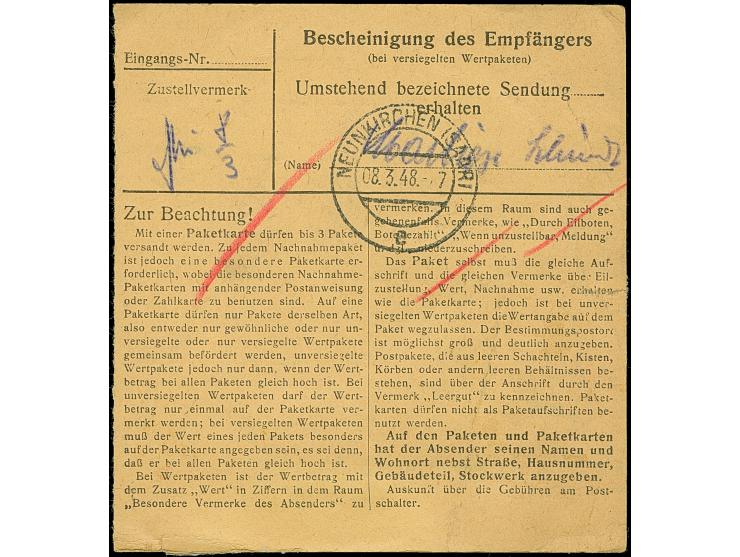 Eingangs-Nr.
Zustellvermerk
3
Bescheinigung des Empfängers
(bei versiegelten Wertpaketen)
Umstehend bezeichnete Sendung
erhalten
(Name)
NEUNKIRCHEN (SAAR) 1
08.3.48.-7
e
Zur Beachtung!
Mit einer Paketkarte dürfen bis 3 Pakete
versandt werden. Zu jedem Nachnahmepaket
ist jedoch eine besondere Paketkarte er-
forderlich, wobei die besonderen Nachnahme-
Paketkarten mit anhängender Postanweisung
oder Zahlkarte zu benutzen sind. Auf eine
Paketkarte dürfen nur Pakete derselben Art,
also entweder nur gewöhnliche oder nur un-
versiegelte oder nur versiegelte Wertpakete
gemeinsam befördert werden, unversiegelte
Wertpakete jedoch nur dann, wenn der Wert-
betrag bei allen Paketen gleich hoch ist. Bei
unversiegelten Wertpaketen darf der Wert-
betrag nur einmal auf der Paketkarte ver-
merkt werden; bei versiegelten Wertpaketen
muß der Wert eines jeden Pakets besonders
auf der Paketkarte angegeben sein, es sei denn,
daß er bei allen Paketen gleich hoch ist.
Bei Wertpaketen ist der Wertbetrag mit
dem Zusatz „Wert" in Ziffern in dem Raum
„Besondere Vermerke des Absenders" zu
vermerken. In diesem Raum sind auch ge-
gebenenfalls Vermerke, wie „Durch Eilboten,
Bote bezahlt", „Wenn unzustellbar, Meldung"
usw. niederzuschreiben.
Das Paket selbst muß die gleiche Auf-
schrift und die gleichen Vermerke über Eil-
zustellung, Wert, Nachnahme usw. erhalten
wie die Paketkarte; jedoch ist bei unver-
siegelten Wertpaketen die Wertangabe auf dem
Paket wegzulassen. Der Bestimmungspostort
ist möglichst groß und deutlich anzugeben.
Postpakete, die aus leeren Schachteln, Kisten,
Körben oder andern leeren Behältnissen be-
stehen, sind über der Anschrift durch den
Vermerk „Leergut" zu kennzeichnen. Paket-
karten dürfen nicht als Paketaufschriften be-
nutzt werden.
Auf den Paketen und Paketkarten
hat der Absender seinen Namen und
Wohnort nebst Straße, Hausnummer,
Gebäudeteil, Stockwerk anzugeben.
Auskunft über die Gebühren am Post-
schalter.